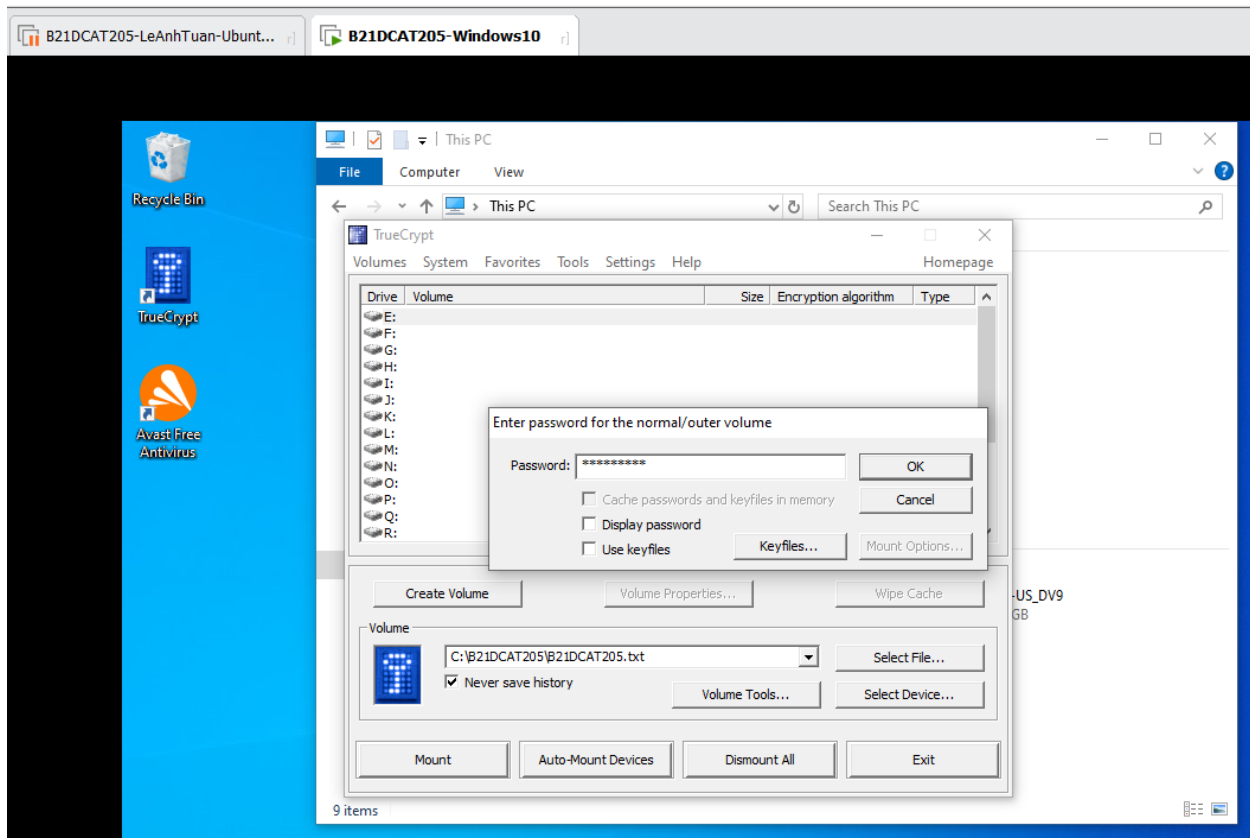 B21DCAT205-LeAnhTuan-Ubunt... r]
B21DCAT205-Windows10 r]
This PC
File Computer View
This PC
Search This PC
Recycle Bin
TrueCrypt
Avast Free
Antivirus
TrueCrypt
Volumes System Favorites Tools Settings Help Homepage
Drive Volume Size Encryption algorithm Type
E:
F:
G:
H:
I:
J:
K:
L:
M:
N:
O:
P:
Q:
R:
Enter password for the normal/outer volume
Password: ********* OK
Cache passwords and keyfiles in memory Cancel
Display password
Use keyfiles Keyfiles... Mount Options...
Create Volume Volume Properties... Wipe Cache
-US_DV9
GB
Volume
C:\B21DCAT205\B21DCAT205.txt Select File...
Never save history Volume Tools... Select Device...
Mount Auto-Mount Devices Dismount All Exit
9 items